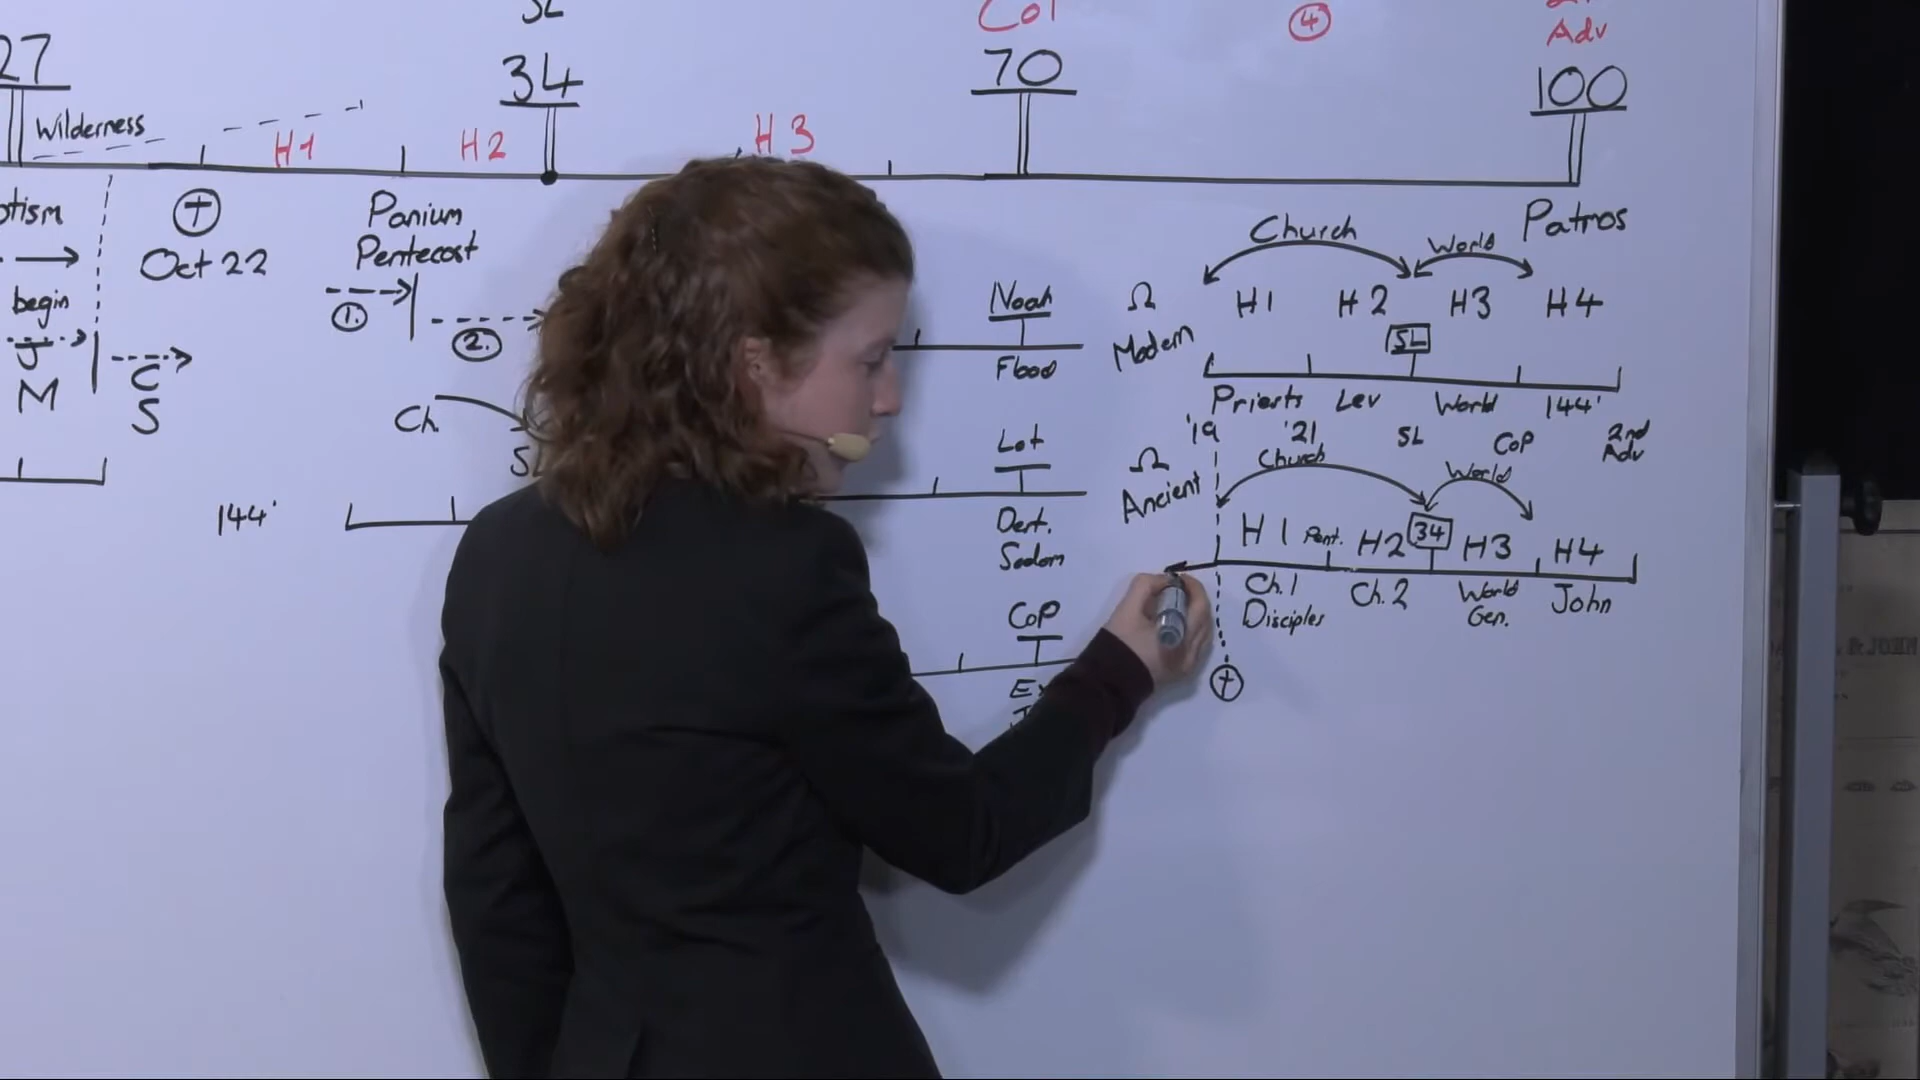 SL
Adv
27
34
70
④
100
Wilderness
H1
H2
H3
Oct 22
Panium
Pentecost
Patmos
Church
World
begin
1.
2.
Noah
Flood
Ω
Modern
H1 H2 H3 H4
SL
M
C
S
Ch
Priests Lev World 144'
'19 '21 SL CoP 2nd Adv
Lot
Ω
Ancient
Church
World
144'
Dest.
Sodom
H1 Pent. H2 34 H3 H4
Ch.1 Ch.2 World John
Disciples Gen.
CoP